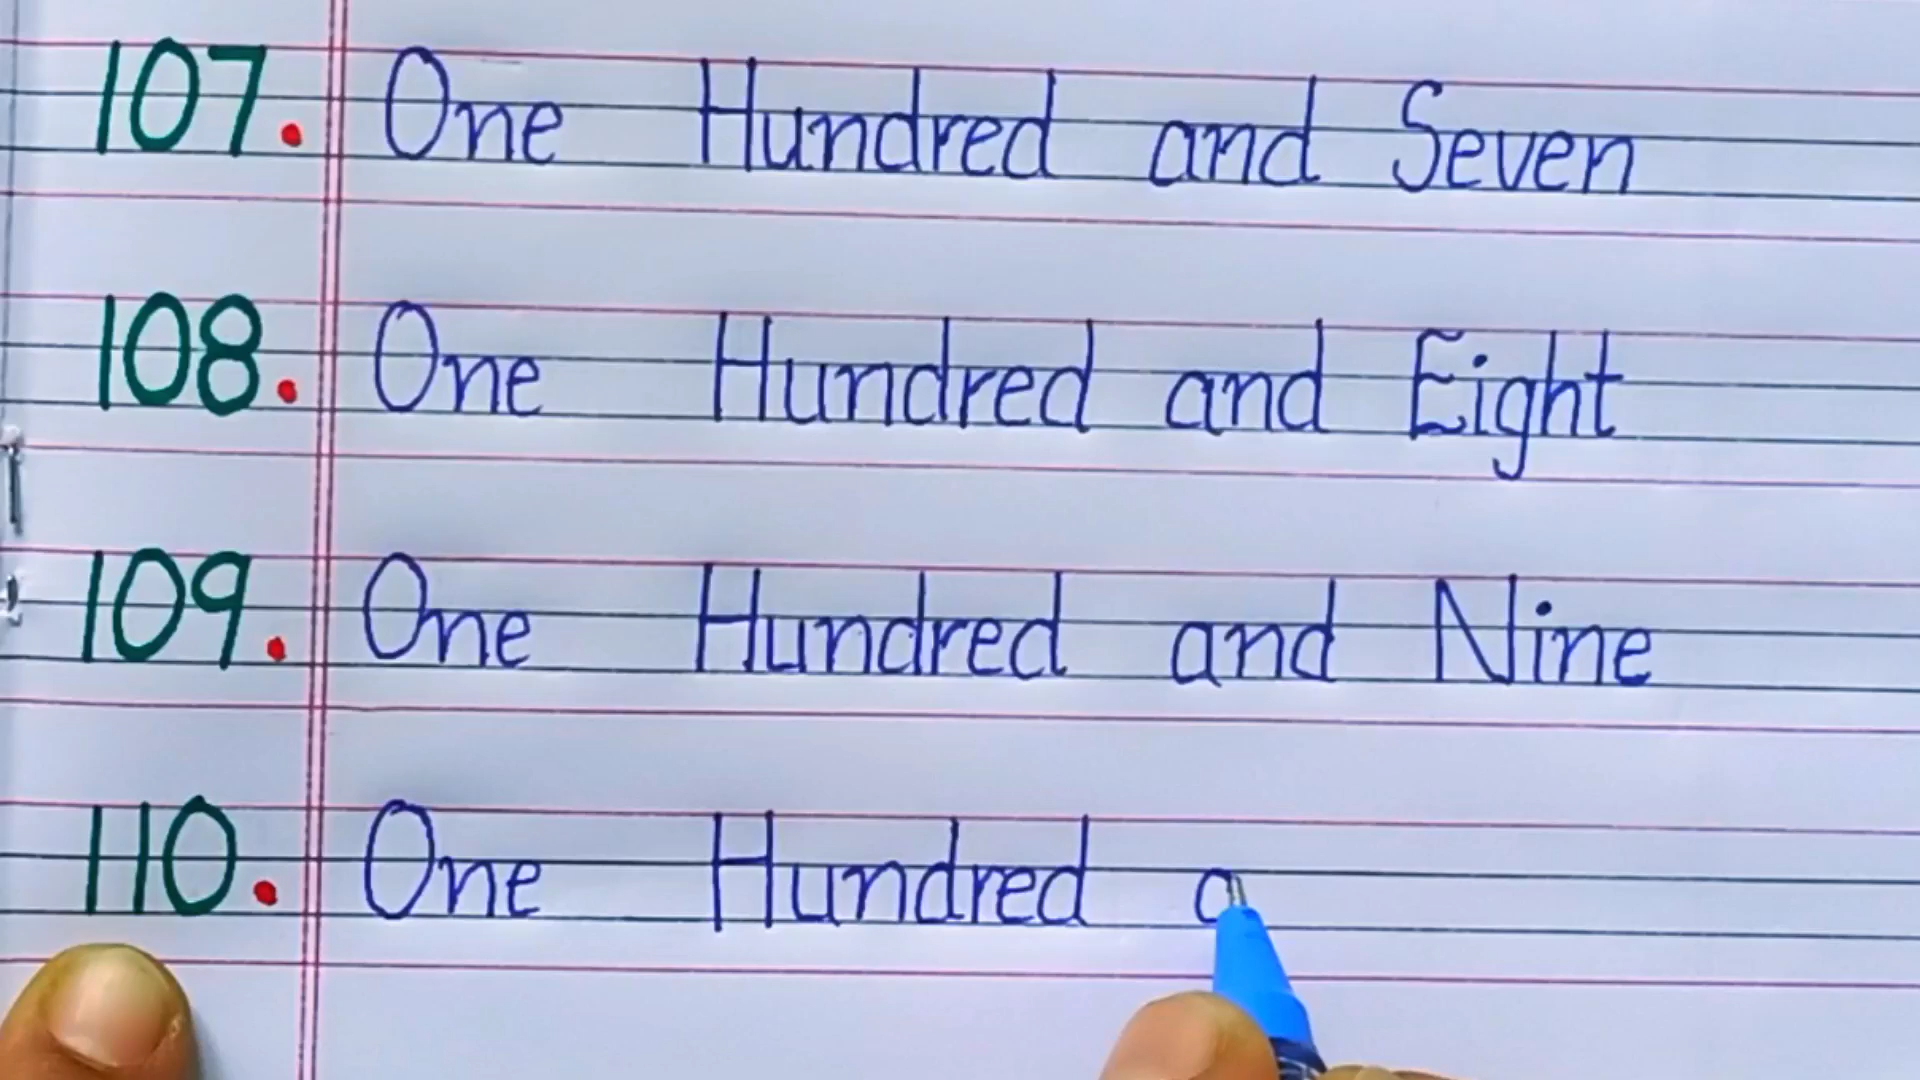 107. One Hundred and Seven
108. One Hundred and Eight
109. One Hundred and Nine
110. One Hundred a